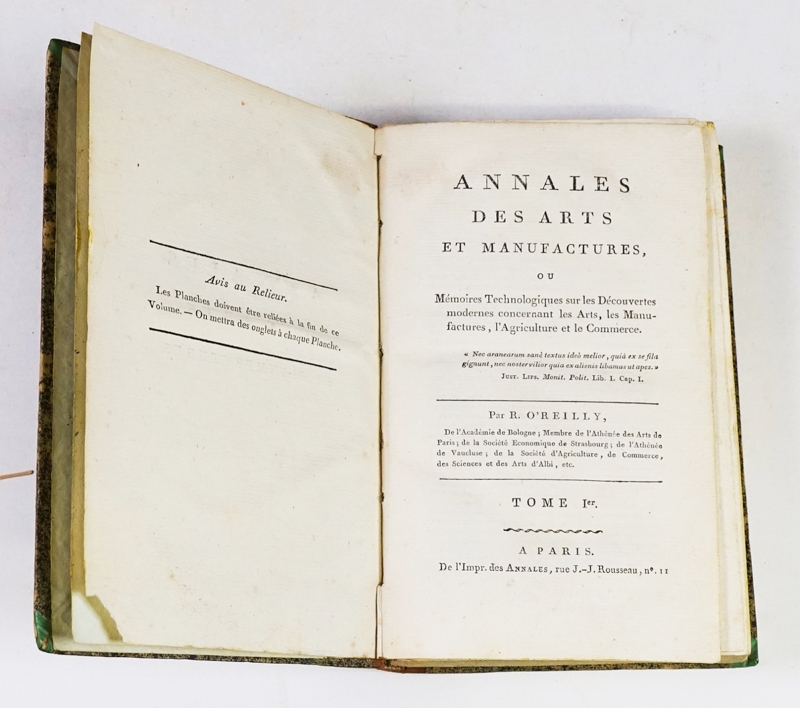 Avis au Relieur.
Les Planches doivent être reliées à la fin de ce
Volume. — On mettra des onglets à chaque Planche.
ANNALES
DES ARTS
ET MANUFACTURES,
OU
Mémoires Technologiques sur les Découvertes
modernes concernant les Arts, les Manu-
factures, l'Agriculture et le Commerce.
« Nec aranearum sanè textus ideò melior, quià ex se fila
gignunt, nec noster vilior quia ex alienis libamus ut apes. »
JUST. LIPS. Monit. Polit. Lib. I. Cap. I.
Par R. O'REILLY,
De l'Académie de Bologne ; Membre de l'Athénée des Arts de
Paris ; de la Société Economique de Strasbourg ; de l'Athénée
de Vaucluse ; de la Société d'Agriculture, de Commerce,
des Sciences et des Arts d'Albi, etc.
TOME Ier.
A PARIS.
De l'Impr. des ANNALES, rue J.-J. Rousseau, nº. 11